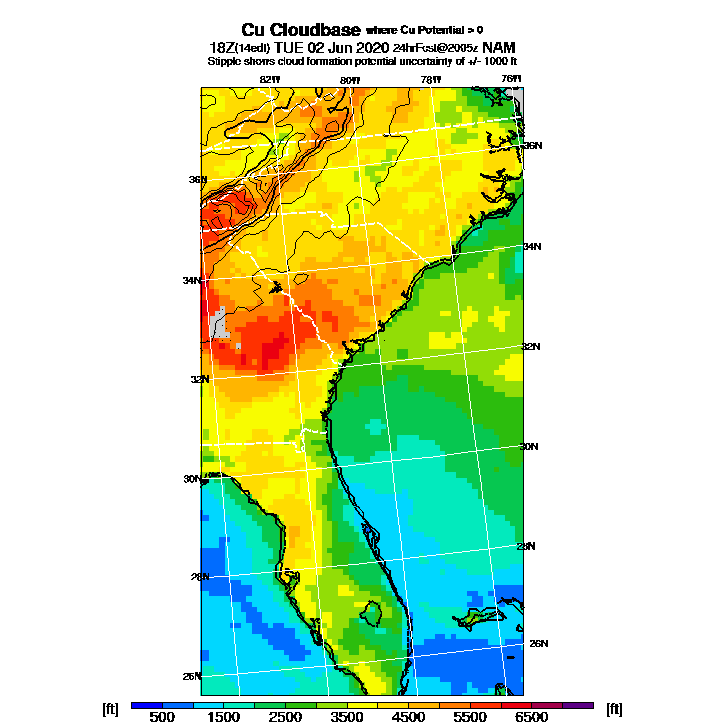 Cu Cloudbase where Cu Potential > 0
18Z(14edt) TUE 02 Jun 2020 24hrFcst@2005z NAM
Stipple shows cloud formation potential uncertainty of +/- 1000 ft
82W 80W 78W 76W
36N
36N
34N
34N
32N
32N
30N
30N
28N
28N
26N
26N
[ft] 500 1500 2500 3500 4500 5500 6500 [ft]